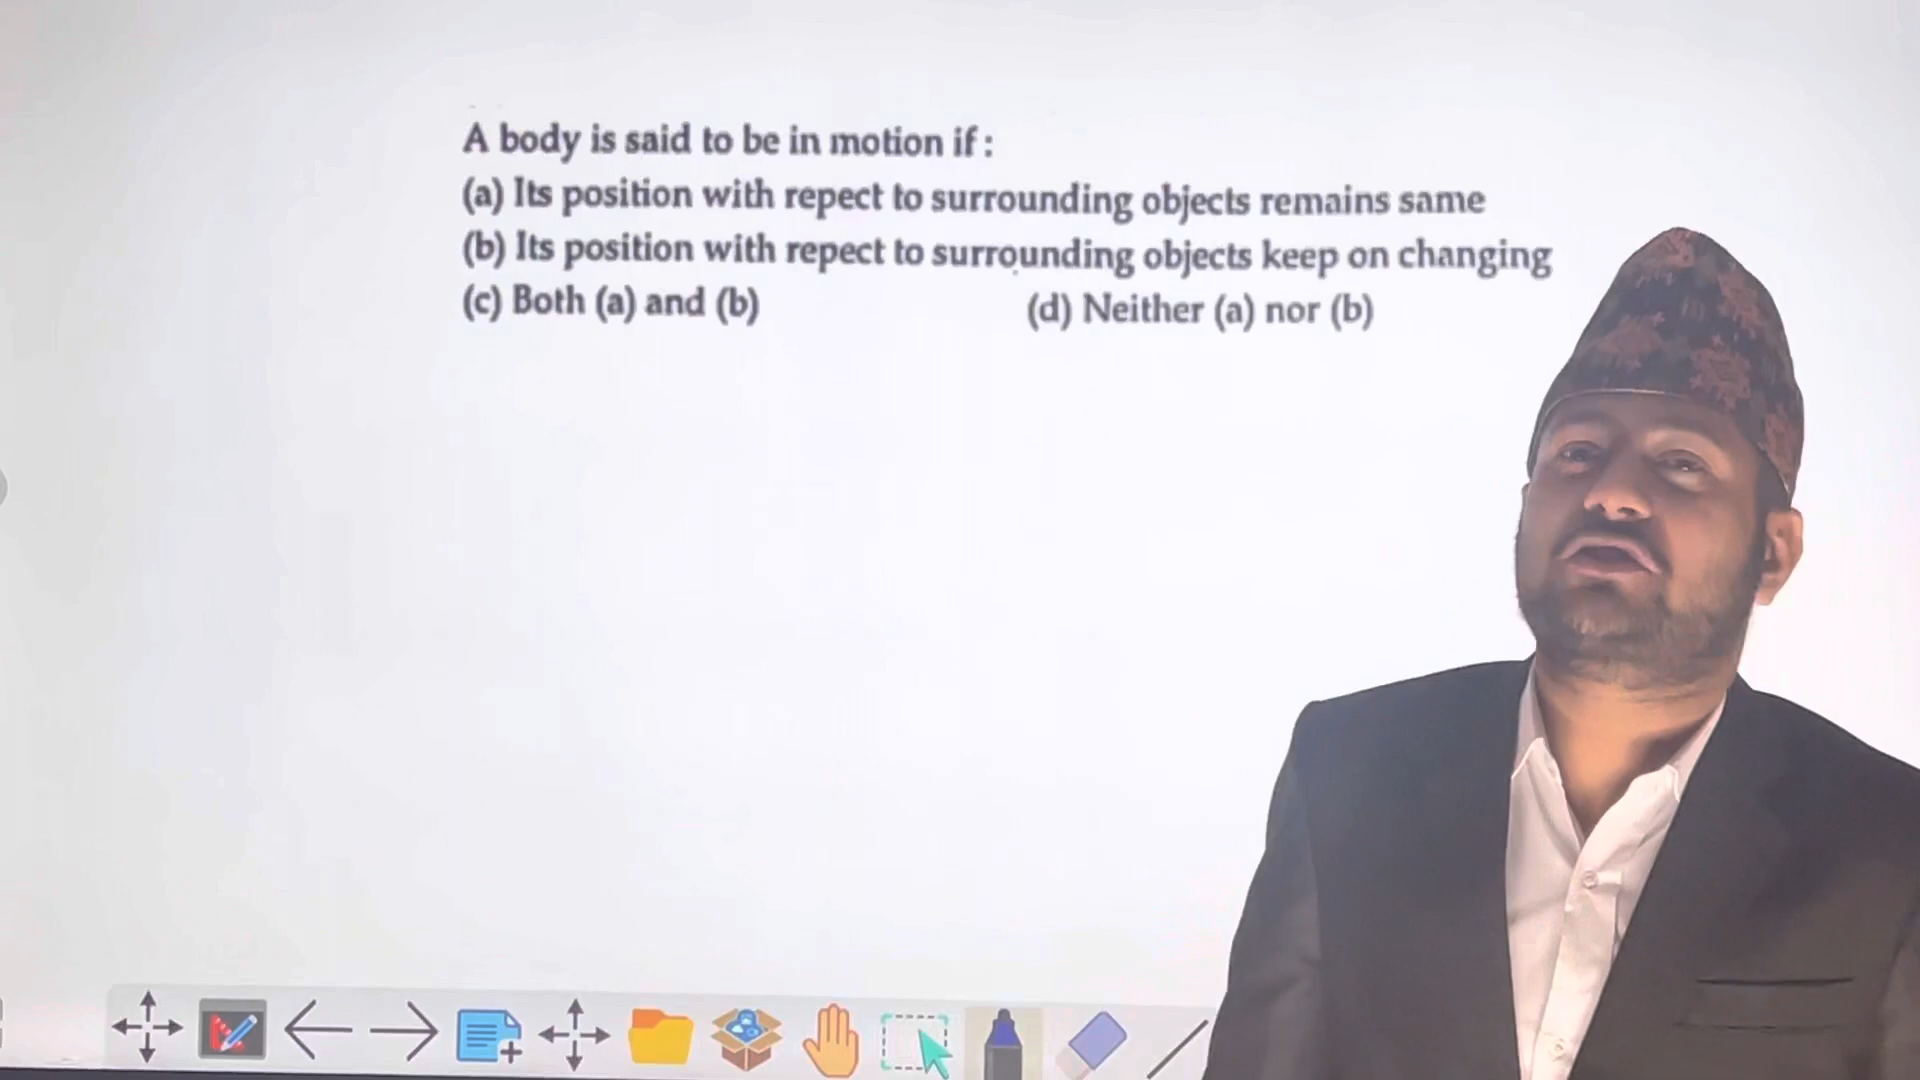 A body is said to be in motion if :
(a) Its position with repect to surrounding objects remains same
(b) Its position with repect to surrounding objects keep on changing
(c) Both (a) and (b) (d) Neither (a) nor (b)